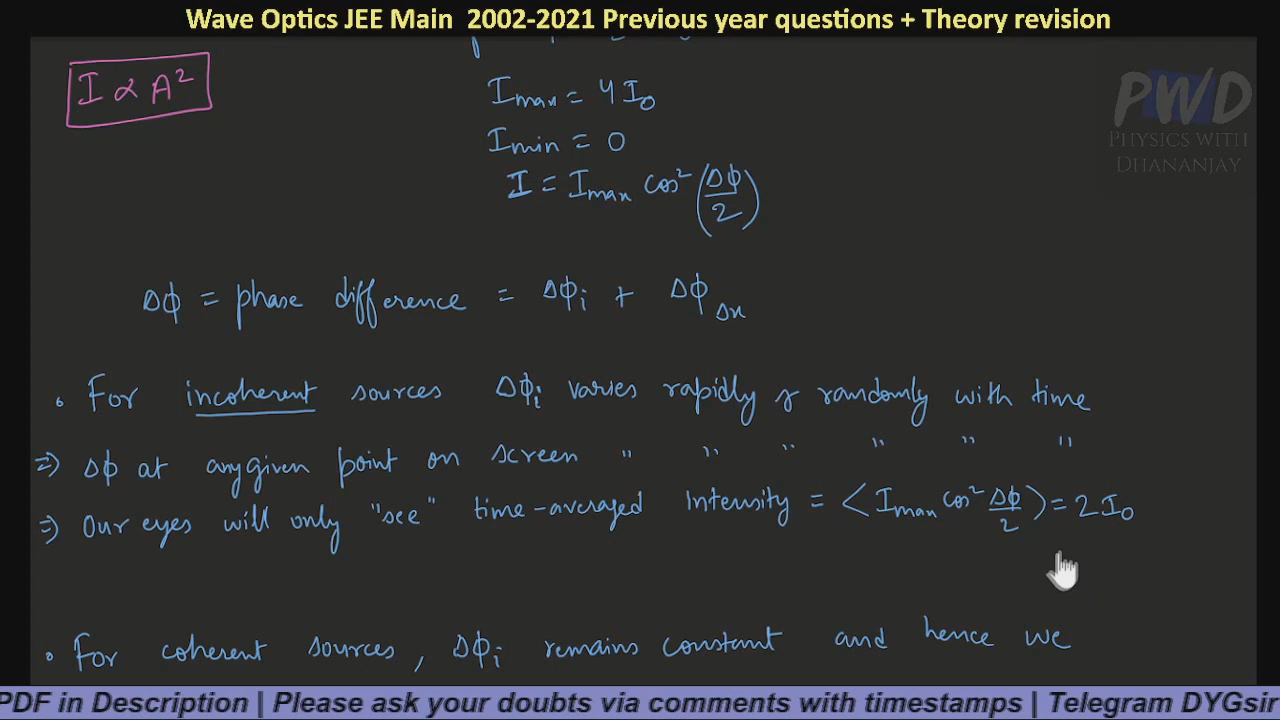 Wave Optics JEE Main 2002-2021 Previous year questions + Theory revision
I ∝ A²
PWD
PHYSICS WITH
DHANANJAY
Imax = 4I₀
Imin = 0
I = Imax cos² (Δϕ/2)
Δϕ = phase difference = Δϕᵢ + Δϕ_Δx
• For incoherent sources Δϕᵢ varies rapidly & randomly with time
⇒ Δϕ at any given point on screen " " " " " "
⇒ Our eyes will only "see" time-averaged Intensity = ⟨Imax cos² Δϕ/2⟩ = 2I₀
• For coherent sources, Δϕᵢ remains constant and hence we
PDF in Description | Please ask your doubts via comments with timestamps | Telegram DYGsir